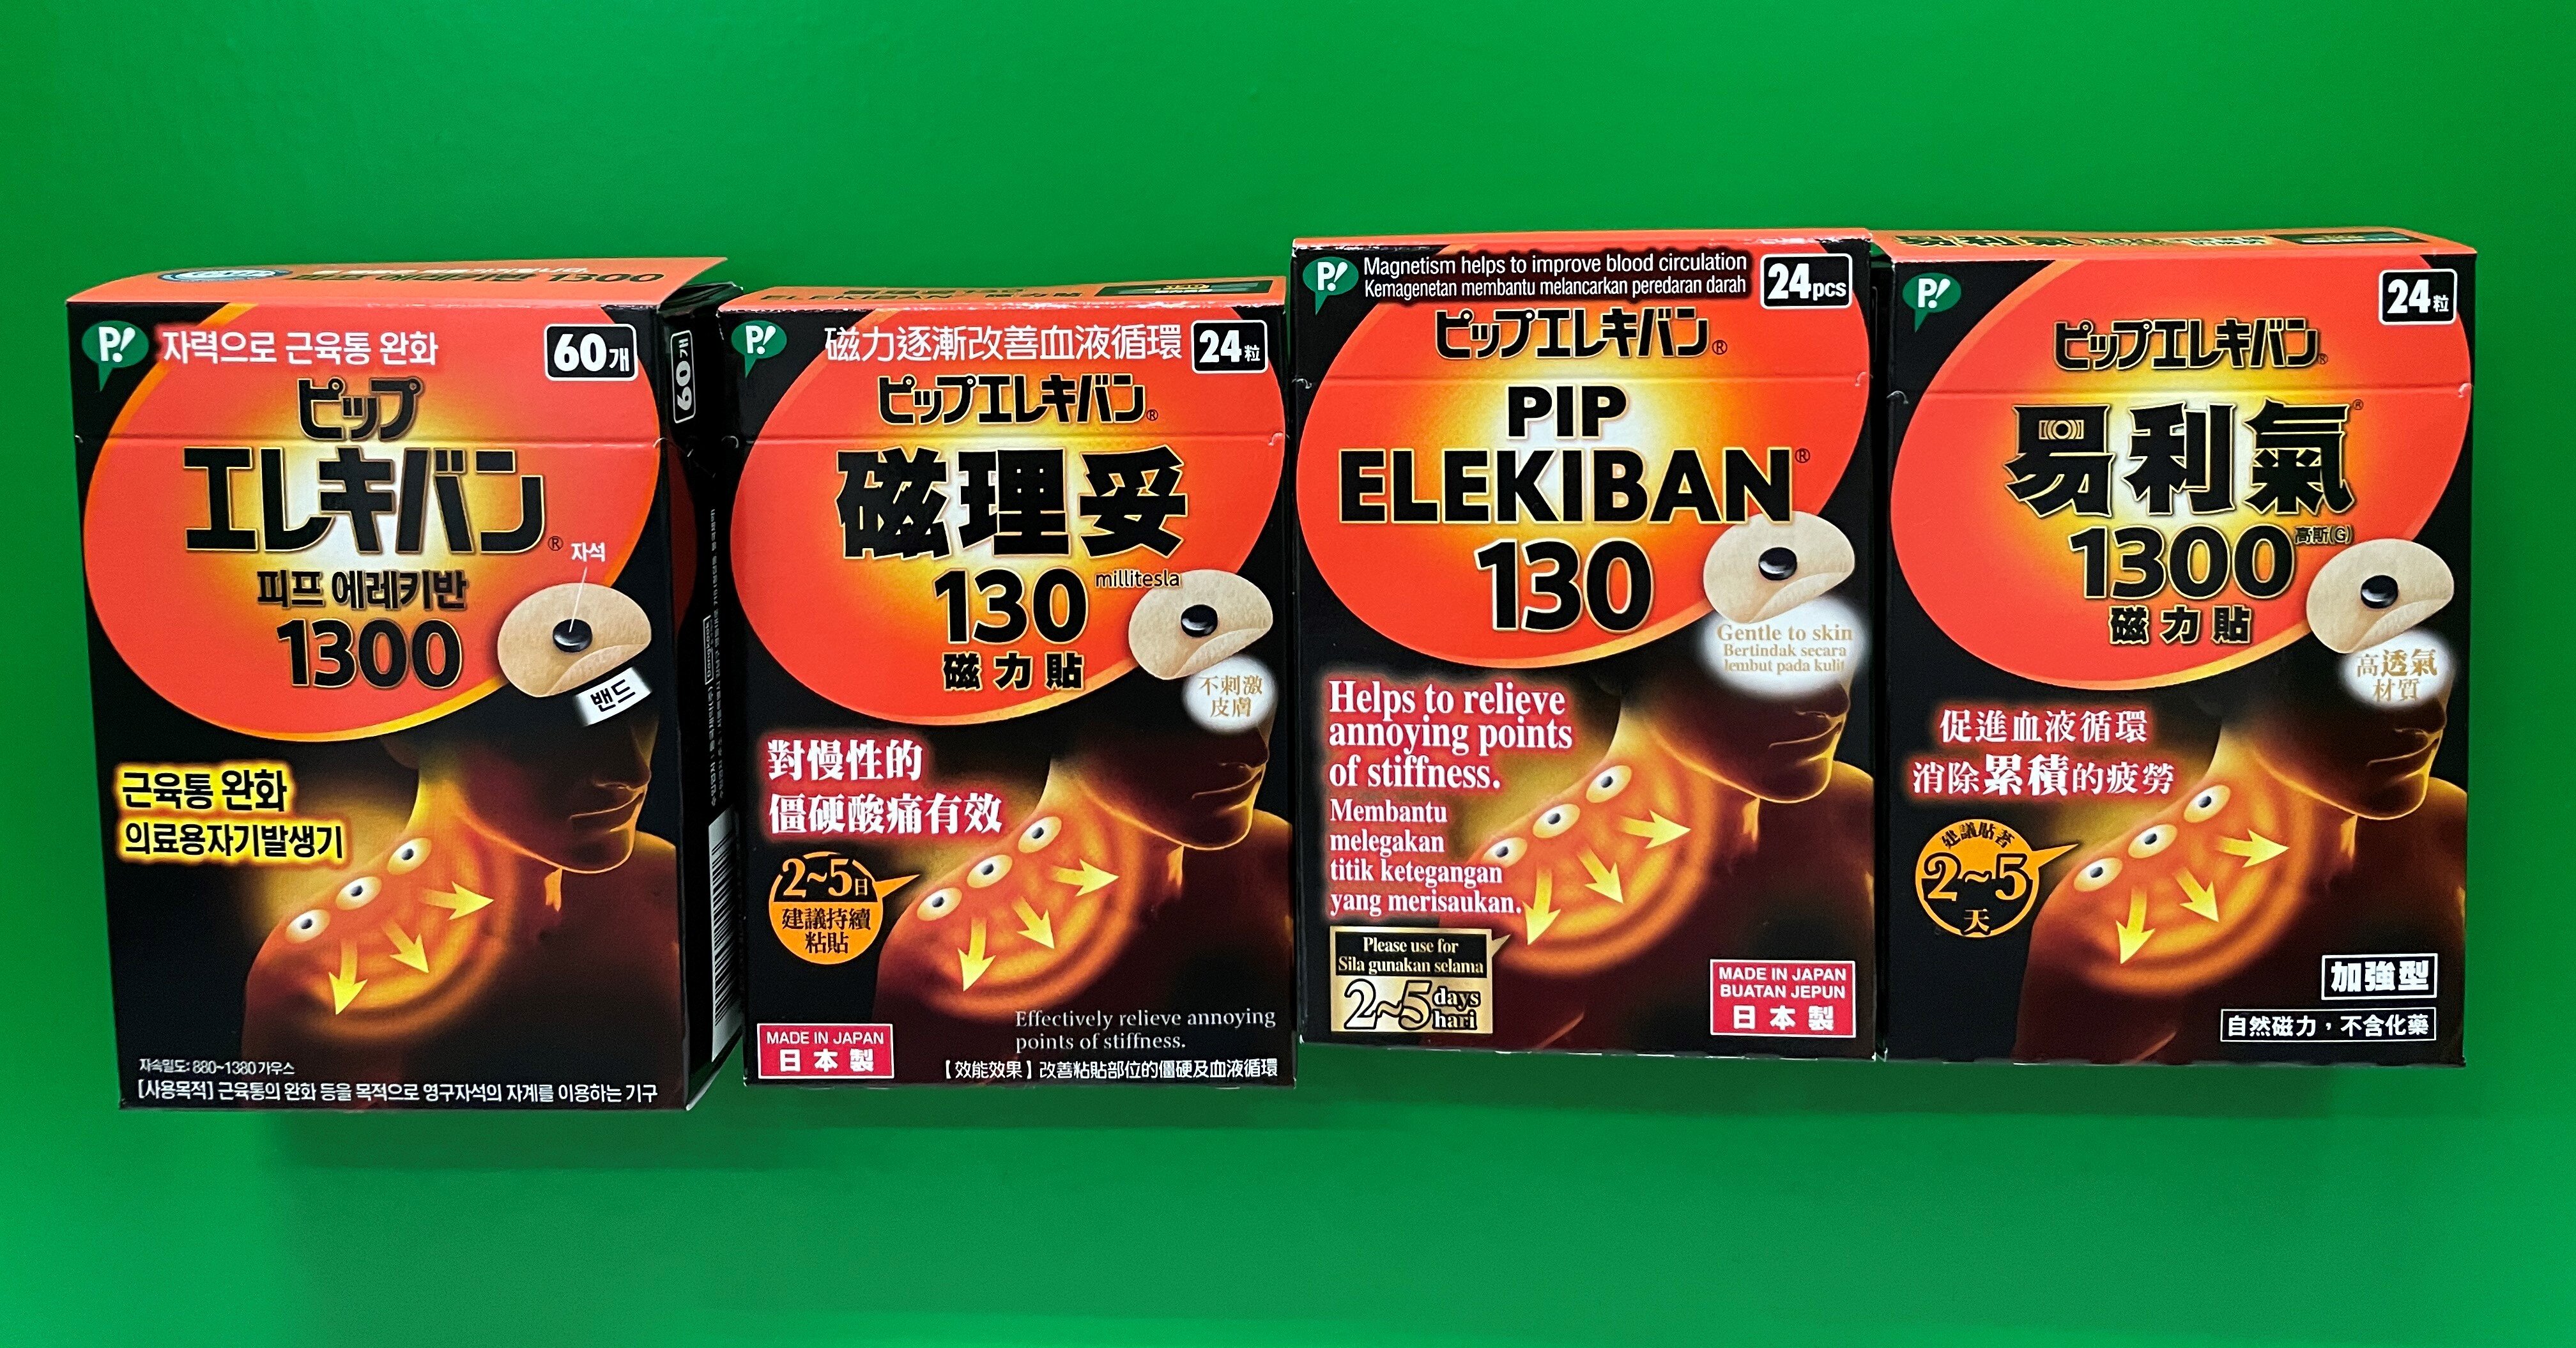 P!
자력으로 근육통 완화
60개
ピップ
エレキバン®
피프 에레키반
1300
자석
밴드
근육통 완화
의료용자기발생기
자속밀도: 880~1380 가우스
[사용목적] 근육통의 완화 등을 목적으로 영구자석의 자계를 이용하는 기구
60개
P!
磁力逐漸改善血液循環
24粒
ピップエレキバン®
磁理妥
130 millitesla
磁力貼
不刺激
皮膚
對慢性的
僵硬酸痛有效
2~5日
建議持續
粘貼
Effectively relieve annoying
points of stiffness.
MADE IN JAPAN
日本製
【效能效果】改善粘貼部位的僵硬及血液循環
P!
Magnetism helps to improve blood circulation
Kemagenetan membantu melancarkan peredaran darah
24pcs
ピップエレキバン®
PIP
ELEKIBAN®
130
Gentle to skin
Bertindak secara
lembut pada kulit
Helps to relieve
annoying points
of stiffness.
Membantu
melegakan
titik ketegangan
yang merisaukan.
Please use for
Sila gunakan selama
2~5 days
hari
MADE IN JAPAN
BUATAN JEPUN
日本製
P!
24粒
ピップエレキバン®
易利氣®
1300 高斯(G)
磁力貼
高透氣
材質
促進血液循環
消除累積的疲勞
建議貼著
2~5
天
加強型
自然磁力，不含化藥